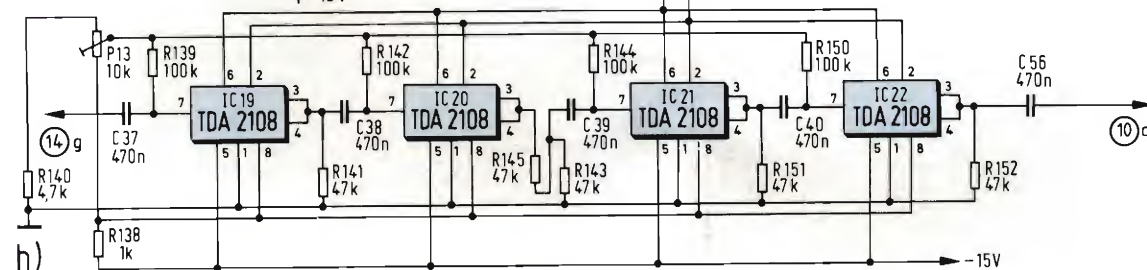 P13
10k
R139
100k
R142
100k
R144
100k
R150
100k
C56
470n
6 2
7
IC19
TDA 2108
3
4
5 1 8
6 2
7
IC20
TDA 2108
3
4
5 1 8
6 2
7
IC21
TDA 2108
3
4
5 1 8
6 2
7
IC22
TDA 2108
3
4
5 1 8
14 g
C37
470n
C38
470n
C39
470n
C40
470n
10
R140
4,7k
R141
47k
R145
47k
R143
47k
R151
47k
R152
47k
R138
1k
h)
-15V